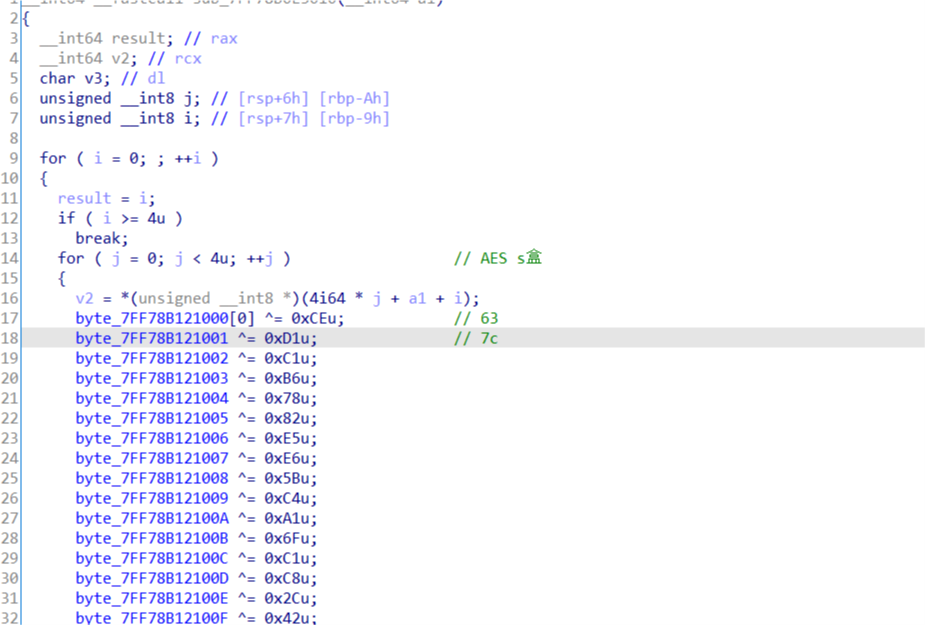 2 {
3 __int64 result; // rax
4 __int64 v2; // rcx
5 char v3; // dl
6 unsigned __int8 j; // [rsp+6h] [rbp-Ah]
7 unsigned __int8 i; // [rsp+7h] [rbp-9h]
8
9 for ( i = 0; ; ++i )
10 {
11 result = i;
12 if ( i >= 4u )
13 break;
14 for ( j = 0; j < 4u; ++j ) // AES s盒
15 {
16 v2 = *(unsigned __int8 *)(4i64 * j + a1 + i);
17 byte_7FF78B121000[0] ^= 0xCEu; // 63
18 byte_7FF78B121001 ^= 0xD1u; // 7c
19 byte_7FF78B121002 ^= 0xC1u;
20 byte_7FF78B121003 ^= 0xB6u;
21 byte_7FF78B121004 ^= 0x78u;
22 byte_7FF78B121005 ^= 0x82u;
23 byte_7FF78B121006 ^= 0xE5u;
24 byte_7FF78B121007 ^= 0xE6u;
25 byte_7FF78B121008 ^= 0x5Bu;
26 byte_7FF78B121009 ^= 0xC4u;
27 byte_7FF78B12100A ^= 0xA1u;
28 byte_7FF78B12100B ^= 0x6Fu;
29 byte_7FF78B12100C ^= 0xC1u;
30 byte_7FF78B12100D ^= 0xC8u;
31 byte_7FF78B12100E ^= 0x2Cu;
32 byte_7FF78B12100F ^= 0x42u;